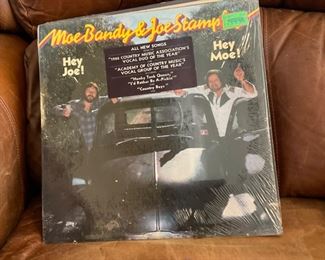 Moe Bandy & Joe Stamp
Hey
Joe!
Hey
Moe!
ALL NEW SONGS
"1980 COUNTRY MUSIC ASSOCIATION'S
VOCAL DUO OF THE YEAR"
"ACADEMY OF COUNTRY MUSIC'S
VOCAL GROUP OF THE YEAR"
"Honky Tonk Queen,"
"I'd Rather Be A-Pickin'"
"Country Boys"